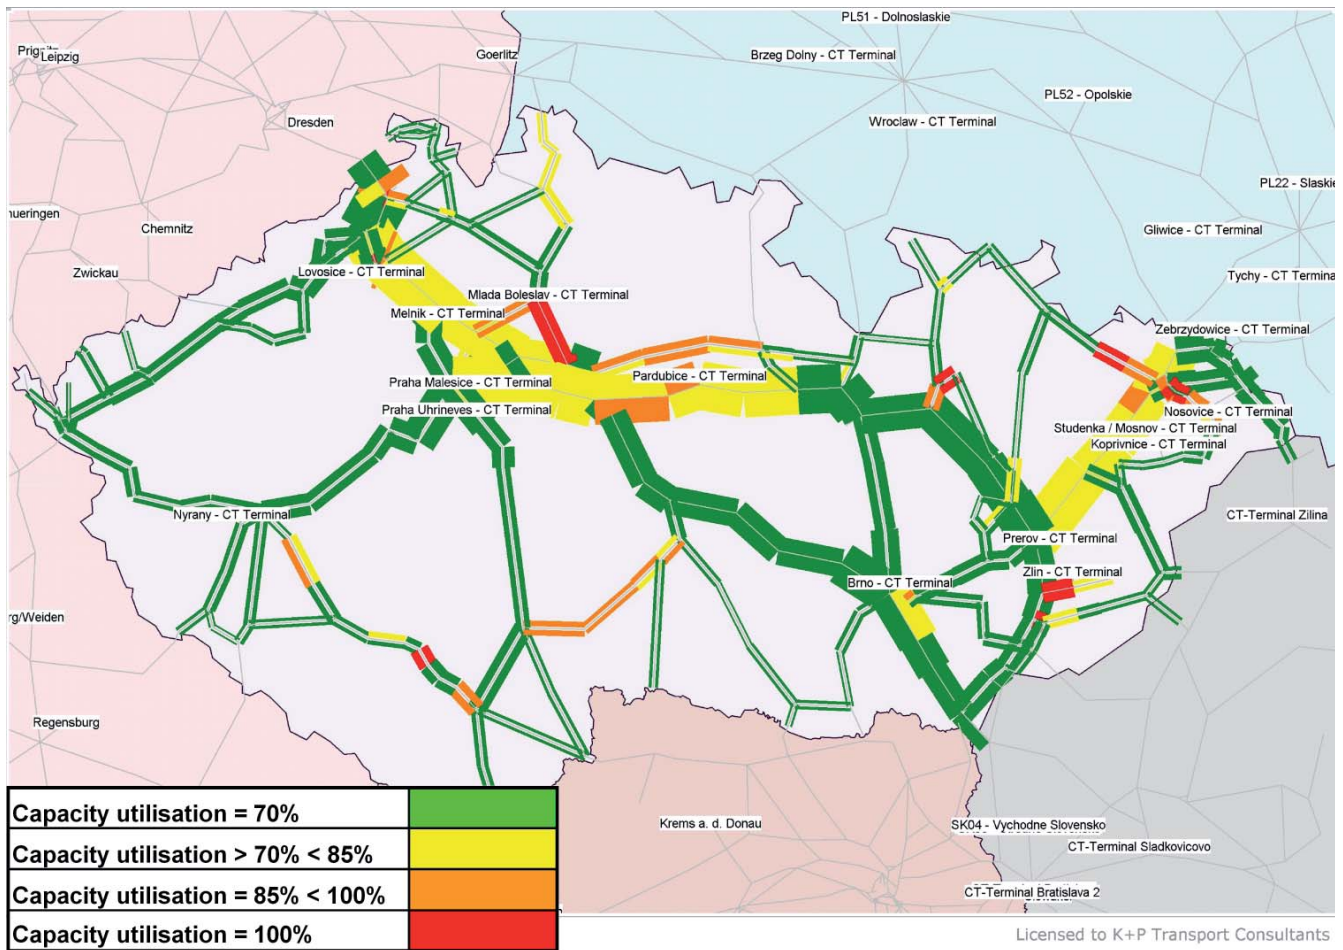 PL51 - Dolnoslaskie
Leipzig
Goerlitz
Brzeg Dolny - CT Terminal
PL52 - Opolskie
Dresden
Wroclaw - CT Terminal
PL22 - Slaskie
hueringen
Chemnitz
Gliwice - CT Terminal
Zwickau
Lovosice - CT Terminal
Tychy - CT Termina
Mlada Boleslav - CT Terminal
Melnik - CT Terminal
Zebrzydowice - CT Terminal
Praha Malesice - CT Terminal
Pardubice - CT Terminal
Praha Uhrineves - CT Terminal
Nosovice - CT Terminal
Studenka / Mosnov - CT Terminal
Koprivnice - CT Terminal
Nyrany - CT Terminal
CT-Terminal Zilina
Prerov - CT Terminal
Zlin - CT Terminal
Brno - CT Terminal
rg/Weiden
Regensburg
Krems a. d. Donau
SK04 - Vychodne Slovensko
CT-Terminal Sladkovicovo
CT-Terminal Bratislava 2
Capacity utilisation = 70%
Capacity utilisation > 70% < 85%
Capacity utilisation = 85% < 100%
Capacity utilisation = 100%
Licensed to K+P Transport Consultants